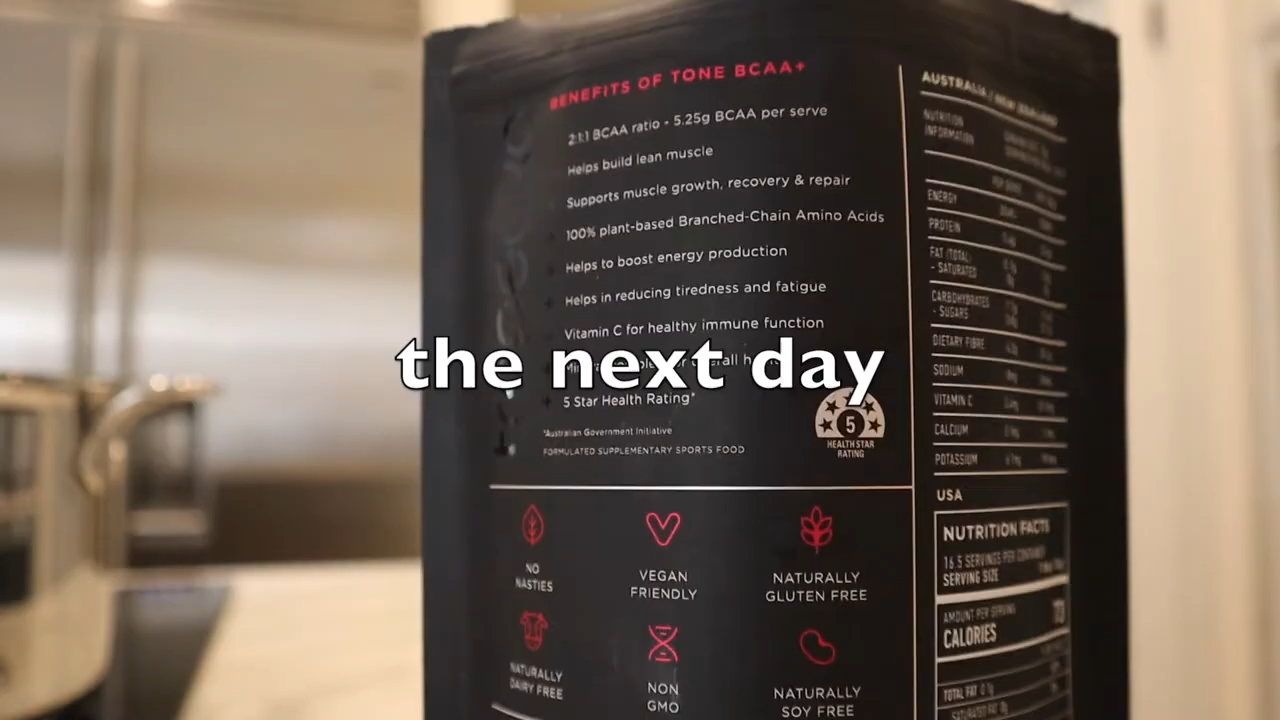 BENEFITS OF TONE BCAA+
2:1:1 BCAA ratio - 5.25g BCAA per serve
Helps build lean muscle
Supports muscle growth, recovery & repair
100% plant-based Branched-Chain Amino Acids
Helps to boost energy production
Helps in reducing tiredness and fatigue
Vitamin C for healthy immune function
the next day
5 Star Health Rating*
*Australian Government Initiative
FORMULATED SUPPLEMENTARY SPORTS FOOD
5
HEALTH STAR
RATING
NO
NASTIES
VEGAN
FRIENDLY
NATURALLY
GLUTEN FREE
NATURALLY
DAIRY FREE
NON
GMO
NATURALLY
SOY FREE
AUSTRALIA / NEW ZEALAND
NUTRITION
INFORMATION
ENERGY
PROTEIN
FAT (TOTAL)
- SATURATED
CARBOHYDRATES
- SUGARS
DIETARY FIBRE
SODIUM
VITAMIN C
CALCIUM
POTASSIUM
USA
NUTRITION FACTS
16.5 SERVINGS PER CONTAINER
SERVING SIZE
AMOUNT PER SERVING
CALORIES
TOTAL FAT 0.1g
SATURATED FAT 0g